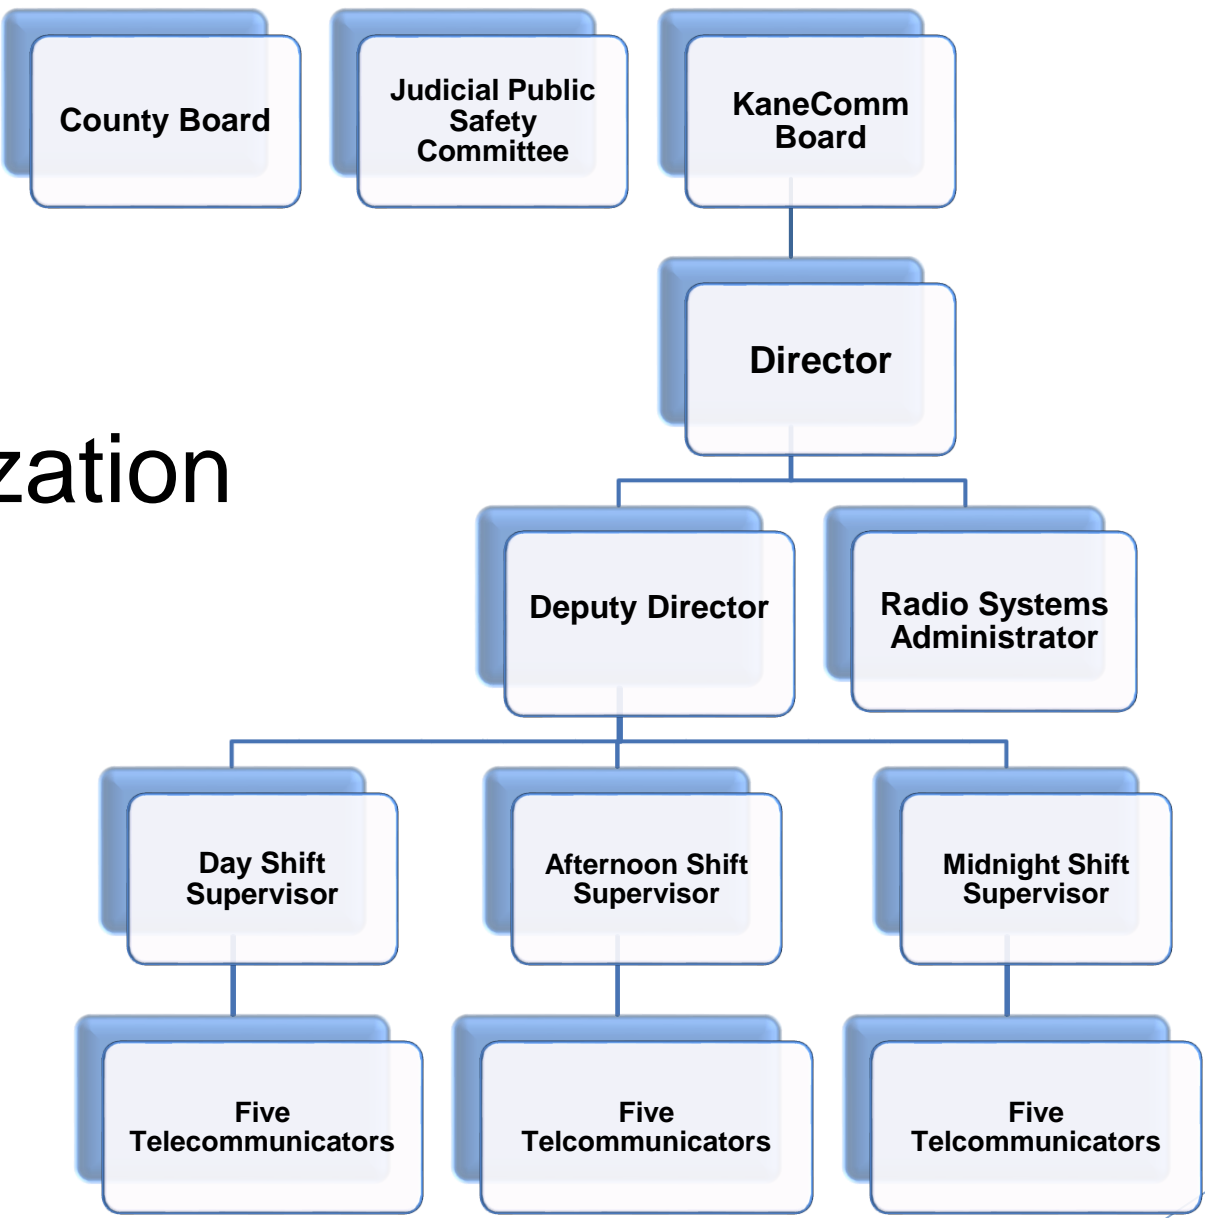 County Board
Judicial Public
Safety
Committee
KaneComm
Board
Director
zation
Deputy Director
Radio Systems
Administrator
Day Shift
Supervisor
Afternoon Shift
Supervisor
Midnight Shift
Supervisor
Five
Telecommunicators
Five
Telcommunicators
Five
Telcommunicators